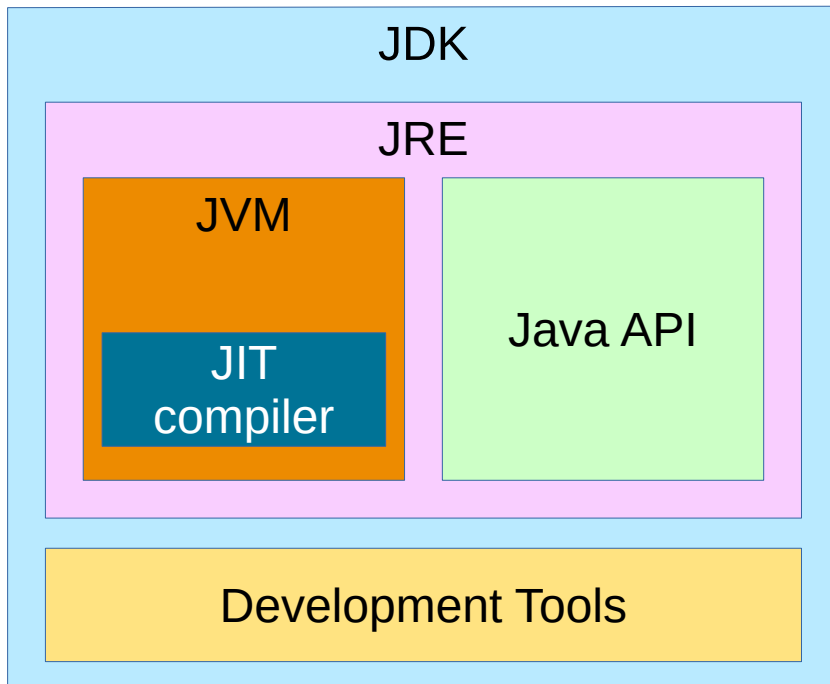 JDK
JRE
JVM
JIT
compiler
Java API
Development Tools